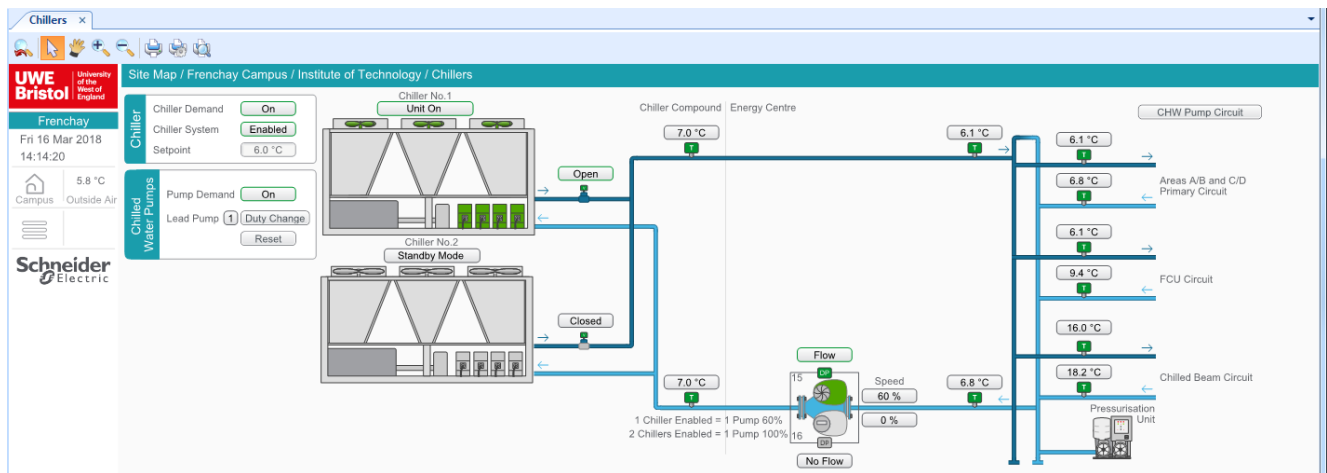 Chillers ×
UWE Bristol
University of the West of England
Site Map / Frenchay Campus / Institute of Technology / Chillers
Frenchay
Fri 16 Mar 2018
14:14:20
5.8 °C
Campus
Outside Air
Schneider
Electric
Chiller
Chiller Demand On
Chiller System Enabled
Setpoint 6.0 °C
Chilled Water Pumps
Pump Demand On
Lead Pump 1 Duty Change
Reset
Chiller No.1
Unit On
Open
Chiller No.2
Standby Mode
Closed
Chiller Compound
Energy Centre
7.0 °C
T
6.1 °C
T
CHW Pump Circuit
6.1 °C
T
6.8 °C
T
Areas A/B and C/D
Primary Circuit
6.1 °C
T
9.4 °C
T
FCU Circuit
16.0 °C
T
18.2 °C
T
Chilled Beam Circuit
7.0 °C
T
Flow
DP
15
Speed
60 %
0 %
16
DP
No Flow
6.8 °C
T
1 Chiller Enabled = 1 Pump 60%
2 Chillers Enabled = 1 Pump 100%
Pressurisation
Unit